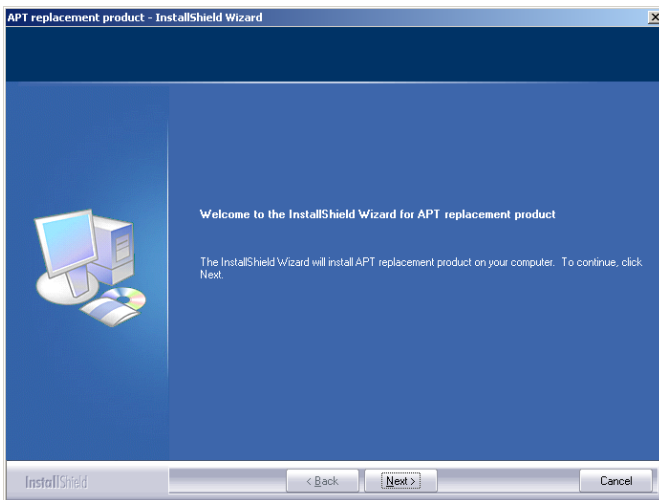 APT replacement product - InstallShield Wizard
Welcome to the InstallShield Wizard for APT replacement product
The InstallShield Wizard will install APT replacement product on your computer. To continue, click
Next.
InstallShield
< Back
Next >
Cancel